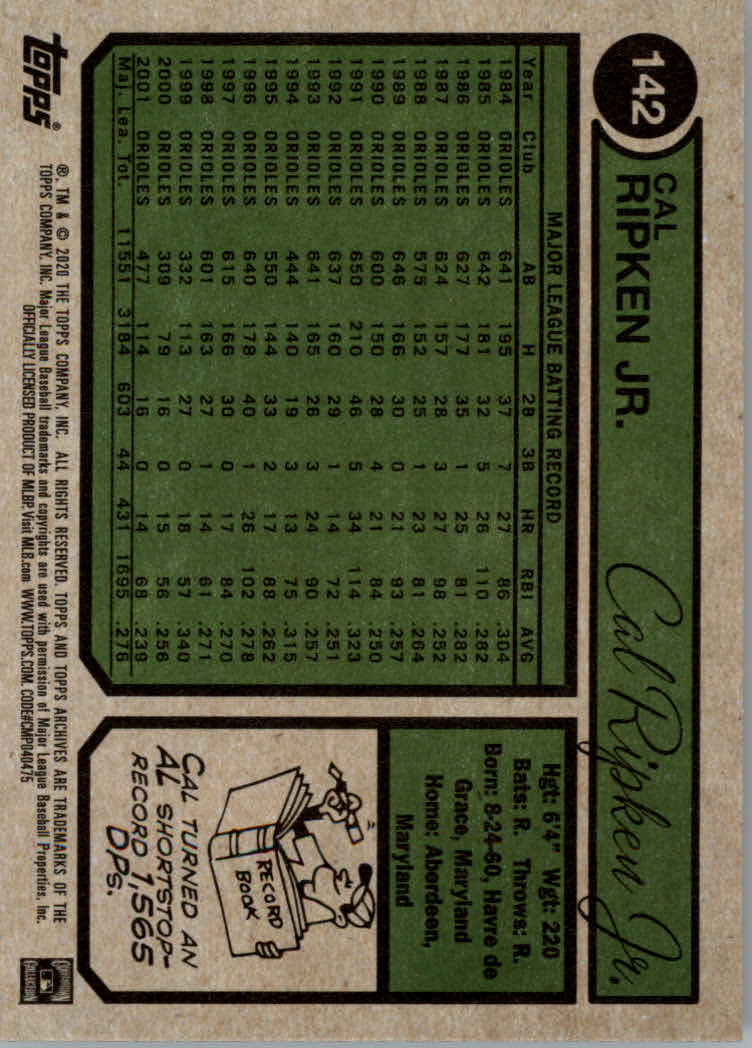 142
CAL
RIPKEN JR.
Cal Ripken Jr.
MAJOR LEAGUE BATTING RECORD
Year Club AB H 2B 3B HR RBI AVG
1984 ORIOLES 641 195 37 7 27 86 .304
1985 ORIOLES 642 181 32 5 26 110 .282
1986 ORIOLES 627 177 35 1 25 81 .282
1987 ORIOLES 624 157 28 3 27 98 .252
1988 ORIOLES 575 152 25 1 23 81 .264
1989 ORIOLES 646 166 30 0 21 93 .257
1990 ORIOLES 600 150 28 4 21 84 .250
1991 ORIOLES 650 210 46 5 34 114 .323
1992 ORIOLES 637 160 29 1 14 72 .251
1993 ORIOLES 641 165 26 3 24 90 .257
1994 ORIOLES 444 140 19 3 13 75 .315
1995 ORIOLES 550 144 33 2 17 88 .262
1996 ORIOLES 640 178 40 1 26 102 .278
1997 ORIOLES 615 166 30 0 17 84 .270
1998 ORIOLES 601 163 27 1 14 61 .271
1999 ORIOLES 332 113 27 0 18 57 .340
2000 ORIOLES 309 79 16 0 15 56 .256
2001 ORIOLES 477 114 16 0 14 68 .239
Maj. Lea. Tot. 11551 3184 603 44 431 1695 .276
Hgt: 6'4" Wgt: 220
Bats: R. Throws: R.
Born: 8-24-60, Havre de
Grace, Maryland
Home: Aberdeen,
Maryland
RECORD
BOOK
CAL TURNED AN
AL SHORTSTOP-
RECORD 1,565
DPs.
topps®
®, TM & © 2020 THE TOPPS COMPANY, INC. ALL RIGHTS RESERVED. TOPPS AND TOPPS ARCHIVES ARE TRADEMARKS OF THE
TOPPS COMPANY, INC. Major League Baseball trademarks and copyrights are used with permission of Major League Baseball Properties, Inc.
OFFICIALLY LICENSED PRODUCT OF MLBP. Visit MLB.com WWW.TOPPS.COM. CODE#CMP040475
COOPERSTOWN
COLLECTION